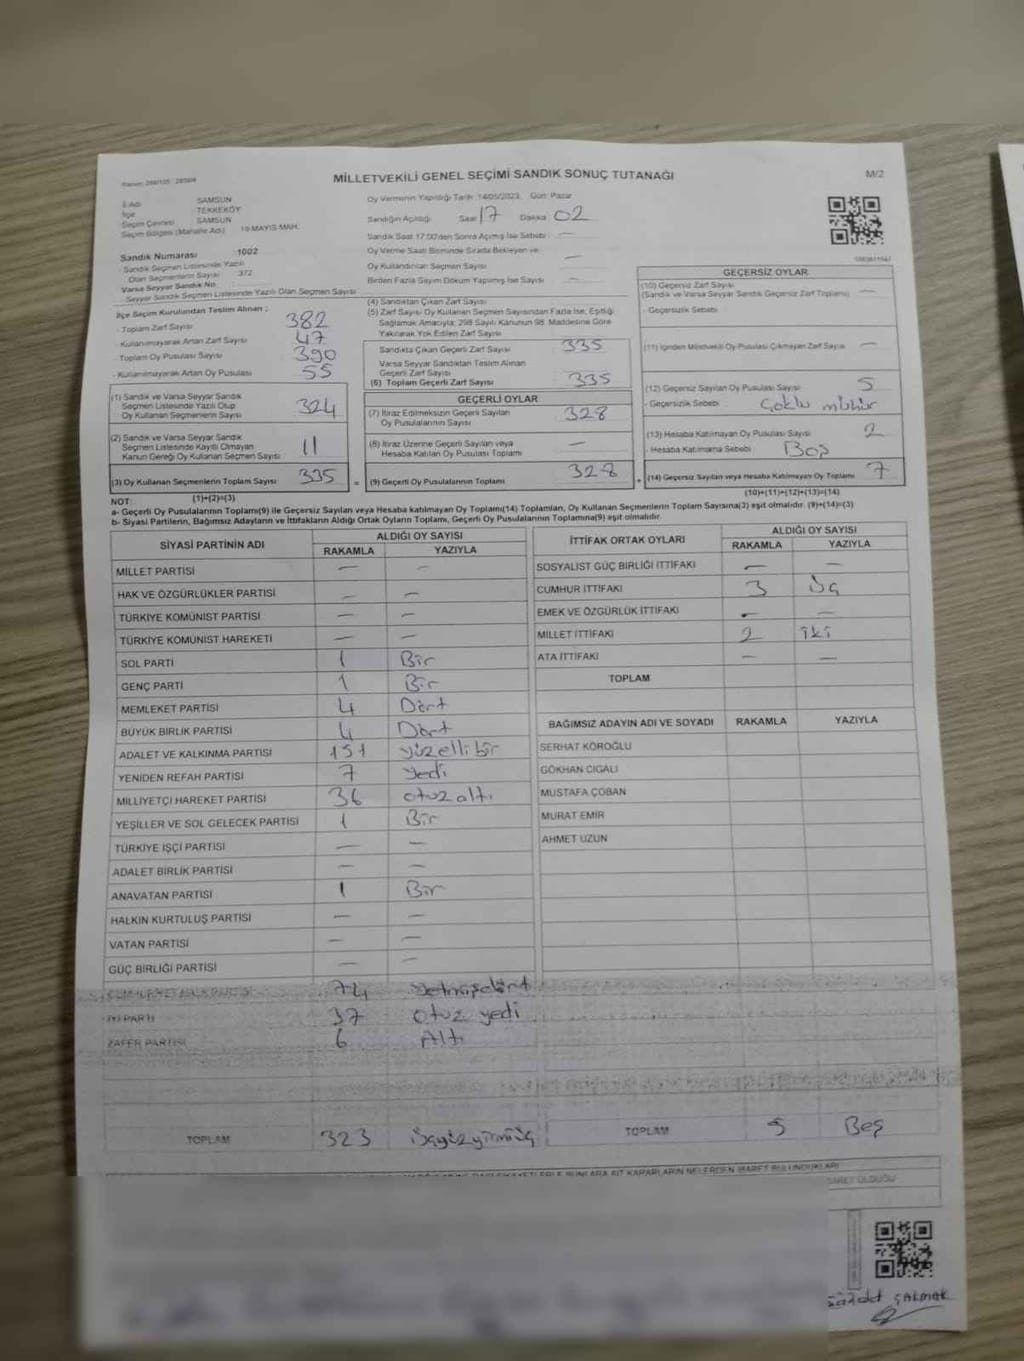 MİLLETVEKİLİ GENEL SEÇİMİ SANDIK SONUÇ TUTANAĞI
M/2
İl Adı SAMSUN
İlçe TEKKEKÖY
Seçim Çevresi SAMSUN
Seçim Bölgesi (Mahalle Adı) 19 MAYIS MAH.
Sandık Numarası 1002
- Sandık Seçmen Listesinde Yazılı
Olan Seçmenlerin Sayısı 372
Varsa Seyyar Sandık No
- Seyyar Sandık Seçmen Listesinde Yazılı Olan Seçmen Sayısı
Oy Vermenin Yapıldığı Tarih: 14/05/2023 Gün: Pazar
Sandığın Açıldığı Saat 17 Dakika 02
Sandık Saat 17:00'den Sonra Açımış İse Sebebi —
Oy Verme Saati Bitiminde Sırada Bekleyen ve
Oy Kullandırılan Seçmen Sayısı —
Birden Fazla Sayım Döküm Yapılmış İse Sayısı —
İlçe Seçim Kurulundan Teslim Alınan ;
- Toplam Zarf Sayısı 382
- Kullanılmayarak Artan Zarf Sayısı 47
- Toplam Oy Pusulası Sayısı 390
- Kullanılmayarak Artan Oy Pusulası 55
(1) Sandık ve Varsa Seyyar Sandık
Seçmen Listesinde Yazılı Olup
Oy Kullanan Seçmenlerin Sayısı 324
(2) Sandık ve Varsa Seyyar Sandık
Seçmen Listesinde Kayıtlı Olmayan
Kanun Gereği Oy Kullanan Seçmen Sayısı 11
(3) Oy Kullanan Seçmenlerin Toplam Sayısı 335
(1)+(2)=(3)
(4) Sandıktan Çıkan Zarf Sayısı
(5) Zarf Sayısı Oy Kullanan Seçmen Sayısından Fazla İse, Eşitliği
Sağlamak Amacıyla; 298 Sayılı Kanunun 98. Maddesine Göre
Yakılarak Yok Edilen Zarf Sayısı
Sandıkta Çıkan Geçerli Zarf Sayısı 335
Varsa Seyyar Sandıktan Teslim Alınan
Geçerli Zarf Sayısı
(6) Toplam Geçerli Zarf Sayısı 335
GEÇERLİ OYLAR
(7) İtiraz Edilmeksizin Geçerli Sayılan
Oy Pusulalarının Sayısı 328
(8) İtiraz Üzerine Geçerli Sayılan veya
Hesaba Katılan Oy Pusulası Toplamı —
= (9) Geçerli Oy Pusulalarının Toplamı 328
GEÇERSİZ OYLAR
(10) Geçersiz Zarf Sayısı
(Sandık ve Varsa Seyyar Sandık Geçersiz Zarf Toplamı) —
- Geçersizlik Sebebi
(11) İçinden Milletvekili Oy Pusulası Çıkmayan Zarf Sayısı —
(12) Geçersiz Sayılan Oy Pusulası Sayısı 5
- Geçersizlik Sebebi Çoklu mühür
(13) Hesaba Katılmayan Oy Pusulası Sayısı 2
- Hesaba Katılmama Sebebi Boş
+ (14) Geçersiz Sayılan veya Hesaba Katılmayan Oy Toplamı 7
(10)+(11)+(12)+(13)=(14)
NOT:
a- Geçerli Oy Pusulalarının Toplamı(9) ile Geçersiz Sayılan veya Hesaba katılmayan Oy Toplamı(14) Toplamları, Oy Kullanan Seçmenlerin Toplam Sayısına(3) eşit olmalıdır. (9)+(14)=(3)
b- Siyasi Partilerin, Bağımsız Adayların ve İttifakların Aldığı Ortak Oyların Toplamı, Geçerli Oy Pusulalarının Toplamına(9) eşit olmalıdır.
SİYASİ PARTİNİN ADI ALDIĞI OY SAYISI
RAKAMLA YAZIYLA
MİLLET PARTİSİ — —
HAK VE ÖZGÜRLÜKLER PARTİSİ — —
TÜRKİYE KOMÜNİST PARTİSİ — —
TÜRKİYE KOMÜNİST HAREKETİ — —
SOL PARTİ 1 Bir
GENÇ PARTİ 1 Bir
MEMLEKET PARTİSİ 4 Dört
BÜYÜK BİRLİK PARTİSİ 4 Dört
ADALET VE KALKINMA PARTİSİ 151 yüzellibir
YENİDEN REFAH PARTİSİ 7 yedi
MİLLİYETÇİ HAREKET PARTİSİ 36 otuzaltı
YEŞİLLER VE SOL GELECEK PARTİSİ 1 Bir
TÜRKİYE İŞÇİ PARTİSİ — —
ADALET BİRLİK PARTİSİ — —
ANAVATAN PARTİSİ 1 Bir
HALKIN KURTULUŞ PARTİSİ — —
VATAN PARTİSİ — —
GÜÇ BİRLİĞİ PARTİSİ — —
CUMHURİYET HALK PARTİSİ 74 yetmişdört
İYİ PARTİ 37 otuz yedi
ZAFER PARTİSİ 6 Altı
TOPLAM 323 üçyüzyirmiüç
İTTİFAK ORTAK OYLARI ALDIĞI OY SAYISI
RAKAMLA YAZIYLA
SOSYALİST GÜÇ BİRLİĞİ İTTİFAKI — —
CUMHUR İTTİFAKI 3 Üç
EMEK VE ÖZGÜRLÜK İTTİFAKI — —
MİLLET İTTİFAKI 2 iki
ATA İTTİFAKI — —
TOPLAM
BAĞIMSIZ ADAYIN ADI VE SOYADI RAKAMLA YAZIYLA
SERHAT KÖROĞLU
GÖKHAN CIGALI
MUSTAFA ÇOBAN
MURAT EMİR
AHMET UZUN
TOPLAM 5 Beş
ÇAKMAK